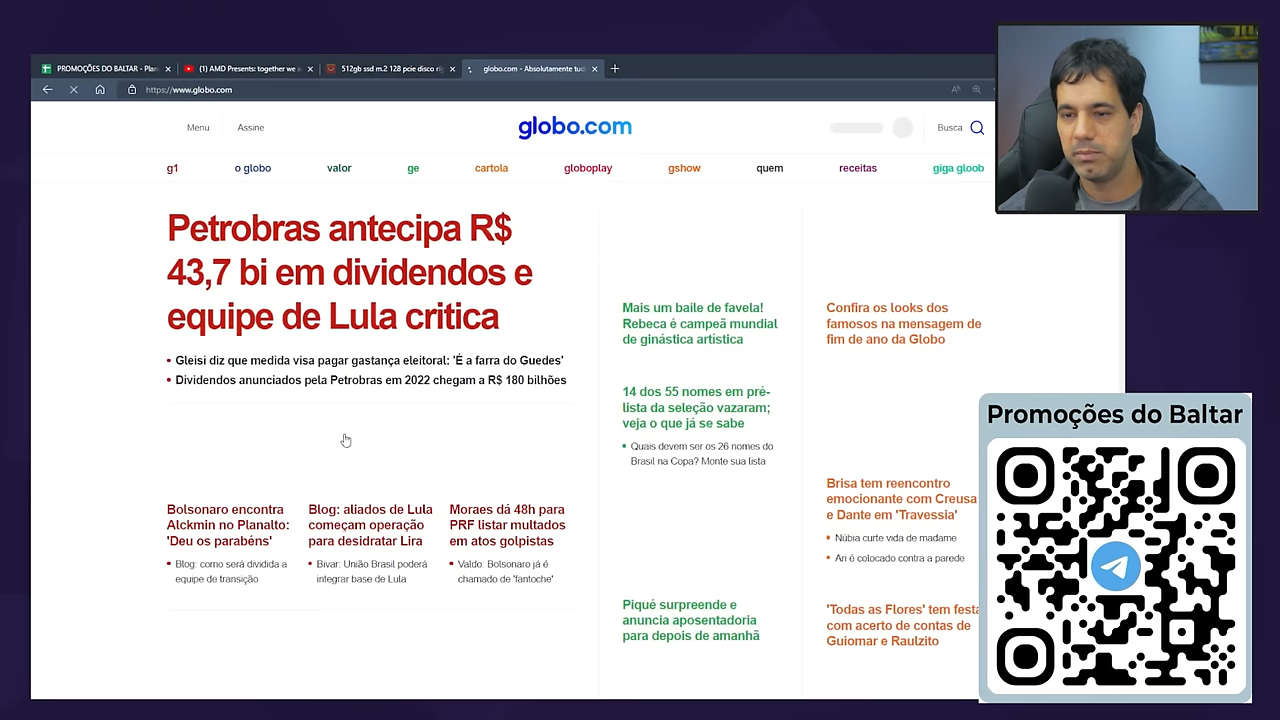 PROMOÇÕES DO BALTAR - Plan
(1) AMD Presents: together we a
512gb ssd m.2 128 pcie disco rí
globo.com - Absolutamente tud
https://www.globo.com
Menu
Assine
globo.com
Busca
g1
o globo
valor
ge
cartola
globoplay
gshow
quem
receitas
giga gloob
Petrobras antecipa R$
43,7 bi em dividendos e
equipe de Lula critica
• Gleisi diz que medida visa pagar gastança eleitoral: 'É a farra do Guedes'
• Dividendos anunciados pela Petrobras em 2022 chegam a R$ 180 bilhões
Bolsonaro encontra
Alckmin no Planalto:
'Deu os parabéns'
• Blog: como será dividida a
equipe de transição
Blog: aliados de Lula
começam operação
para desidratar Lira
• Bivar: União Brasil poderá
integrar base de Lula
Moraes dá 48h para
PRF listar multados
em atos golpistas
• Valdo: Bolsonaro já é
chamado de 'fantoche'
Mais um baile de favela!
Rebeca é campeã mundial
de ginástica artística
14 dos 55 nomes em pré-
lista da seleção vazaram;
veja o que já se sabe
• Quais devem ser os 26 nomes do
Brasil na Copa? Monte sua lista
Piqué surpreende e
anuncia aposentadoria
para depois de amanhã
Confira os looks dos
famosos na mensagem de
fim de ano da Globo
Brisa tem reencontro
emocionante com Creusa
e Dante em 'Travessia'
• Núbia curte vida de madame
• Ari é colocado contra a parede
'Todas as Flores' tem festa
com acerto de contas de
Guiomar e Raulzito
Promoções do Baltar